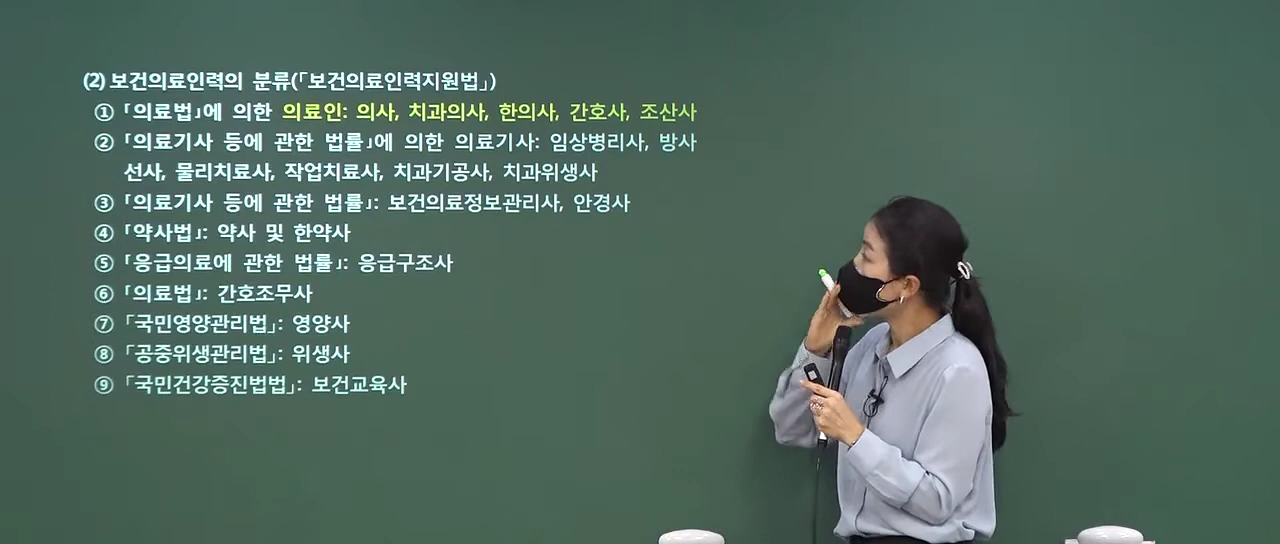 (2) 보건의료인력의 분류(「보건의료인력지원법」)
① 「의료법」에 의한 의료인: 의사, 치과의사, 한의사, 간호사, 조산사
② 「의료기사 등에 관한 법률」에 의한 의료기사: 임상병리사, 방사
선사, 물리치료사, 작업치료사, 치과기공사, 치과위생사
③ 「의료기사 등에 관한 법률」: 보건의료정보관리사, 안경사
④ 「약사법」: 약사 및 한약사
⑤ 「응급의료에 관한 법률」: 응급구조사
⑥ 「의료법」: 간호조무사
⑦ 「국민영양관리법」: 영양사
⑧ 「공중위생관리법」: 위생사
⑨ 「국민건강증진법법」: 보건교육사